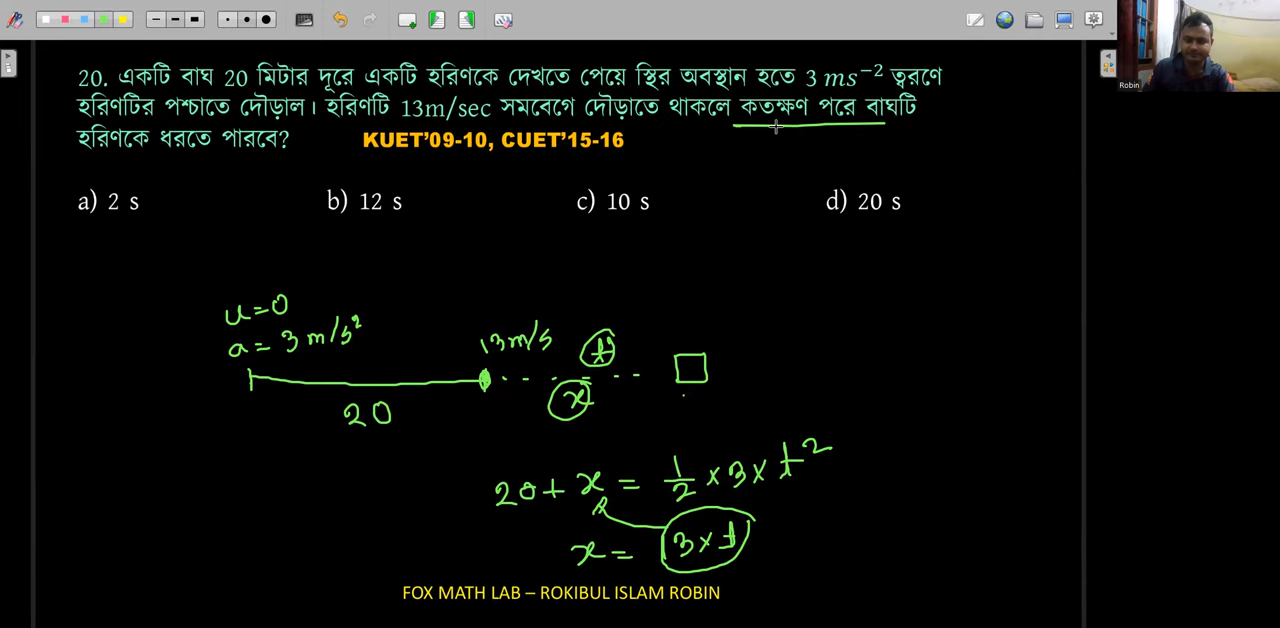 Robin
20. একটি বাঘ 20 মিটার দূরে একটি হরিণকে দেখতে পেয়ে স্থির অবস্থান হতে 3 ms⁻² ত্বরণে
হরিণটির পশ্চাতে দৌড়াল। হরিণটি 13m/sec সমবেগে দৌড়াতে থাকলে কতক্ষণ পরে বাঘটি
হরিণকে ধরতে পারবে? KUET’09-10, CUET’15-16
a) 2 s b) 12 s c) 10 s d) 20 s
u=0
a= 3 m/s²
13m/s t
20 x
20+ x = 1/2 × 3 × t²
x = 3 × t
FOX MATH LAB – ROKIBUL ISLAM ROBIN